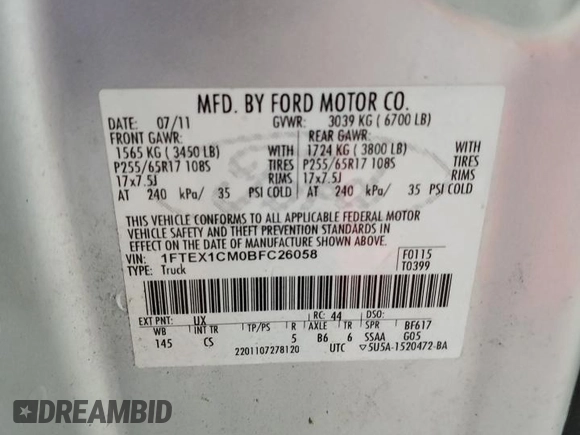 MFD. BY FORD MOTOR CO.
DATE: 07/11 GVWR: 3039 KG ( 6700 LB)
FRONT GAWR: REAR GAWR:
1565 KG ( 3450 LB) WITH 1724 KG ( 3800 LB) WITH
P255/65R17 108S TIRES P255/65R17 108S TIRES
17x7.5J RIMS 17x7.5J RIMS
AT 240 kPa/ 35 PSI COLD AT 240 kPa/ 35 PSI COLD
THIS VEHICLE CONFORMS TO ALL APPLICABLE FEDERAL MOTOR
VEHICLE SAFETY AND THEFT PREVENTION STANDARDS IN
EFFECT ON THE DATE OF MANUFACTURE SHOWN ABOVE.
VIN: 1FTEX1CM0BFC26058 F0115
TYPE: Truck T0399
EXT PNT: UX RC: 44 DSO:
WB INT TR TP/PS R AXLE TR SPR BF617
145 CS 5 B6 6 SSAA G05
2201107278120 UTC 5U5A-1520472-BA
Ford
DREAMBID